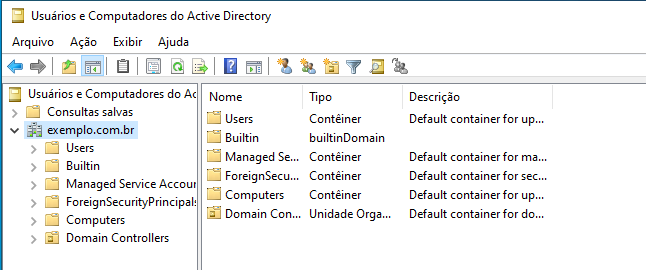 Usuários e Computadores do Active Directory
Arquivo Ação Exibir Ajuda
Usuários e Computadores do Ac
Consultas salvas
exemplo.com.br
Users
Builtin
Managed Service Accour
ForeignSecurityPrincipals
Computers
Domain Controllers
Nome Tipo Descrição
Users Contêiner Default container for up...
Builtin builtinDomain
Managed Se... Contêiner Default container for ma...
ForeignSecu... Contêiner Default container for sec...
Computers Contêiner Default container for up...
Domain Con... Unidade Orga... Default container for do...